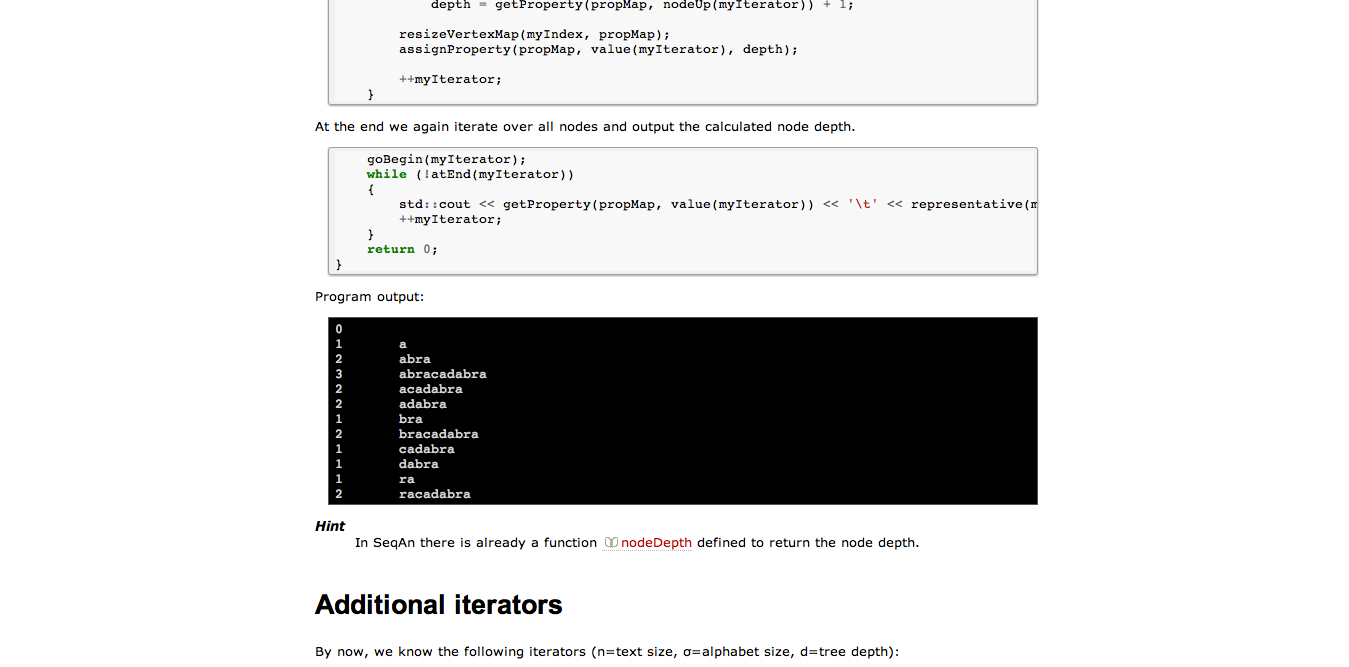 depth = getProperty(propMap, nodeUp(myIterator)) + 1;
resizeVertexMap(myIndex, propMap);
assignProperty(propMap, value(myIterator), depth);
++myIterator;
}
At the end we again iterate over all nodes and output the calculated node depth.
goBegin(myIterator);
while (!atEnd(myIterator))
{
std::cout << getProperty(propMap, value(myIterator)) << '\t' << representative(m
++myIterator;
}
return 0;
}
Program output:
0
1 a
2 abra
3 abracadabra
2 acadabra
2 adabra
1 bra
2 bracadabra
1 cadabra
1 dabra
1 ra
2 racadabra
Hint
In SeqAn there is already a function nodeDepth defined to return the node depth.
Additional iterators
By now, we know the following iterators (n=text size, σ=alphabet size, d=tree depth):